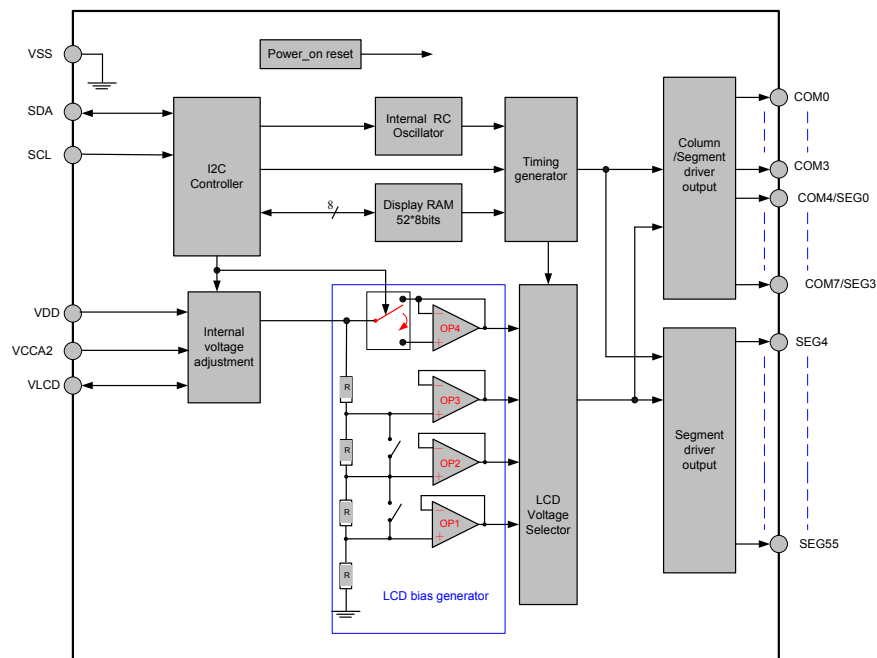 VSS
Power_on reset
SDA
SCL
I2C
Controller
Internal RC
Oscillator
8
Display RAM
52*8bits
Timing
generator
Column
/Segment
driver
output
COM0
COM3
COM4/SEG0
COM7/SEG3
VDD
VCCA2
VLCD
Internal
voltage
adjustment
R
R
R
R
OP4
OP3
OP2
OP1
− 
+
−
+
−
+
−
+
LCD bias generator
LCD
Voltage
Selector
Segment
driver
output
SEG4
SEG55